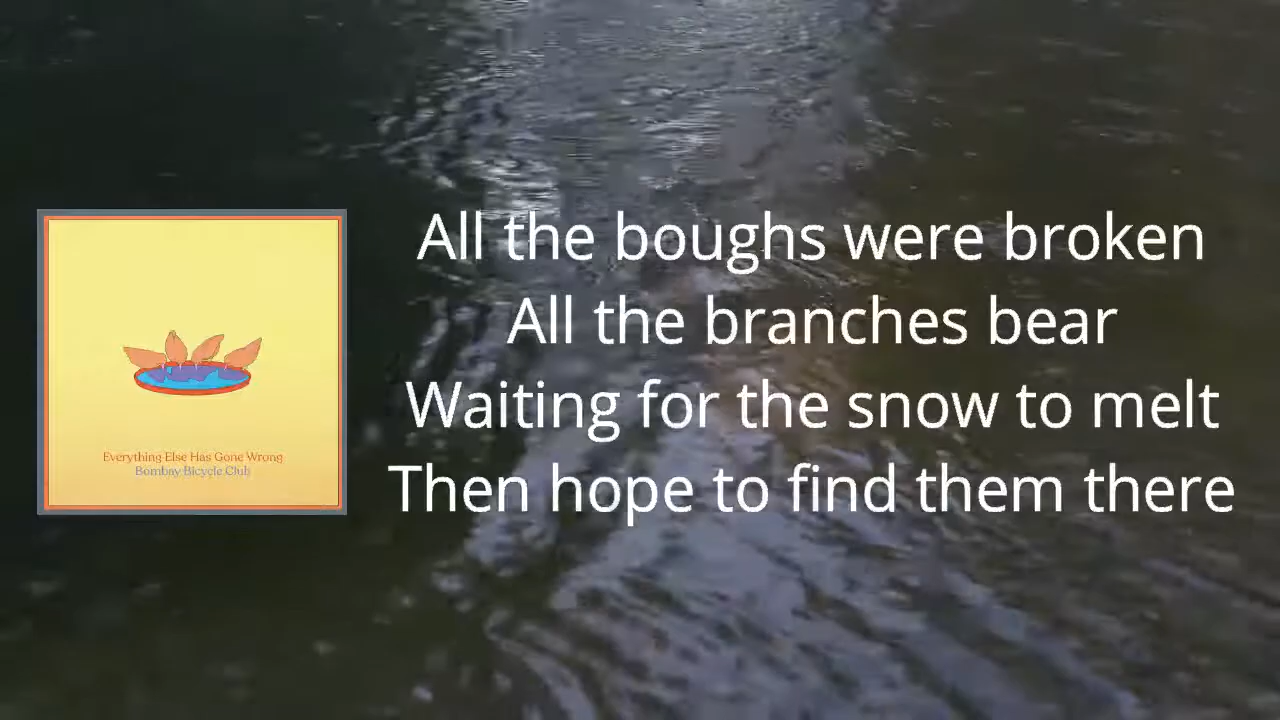 All the boughs were broken
All the branches bear
Waiting for the snow to melt
Then hope to find them there
Everything Else Has Gone Wrong
Bombay Bicycle Club